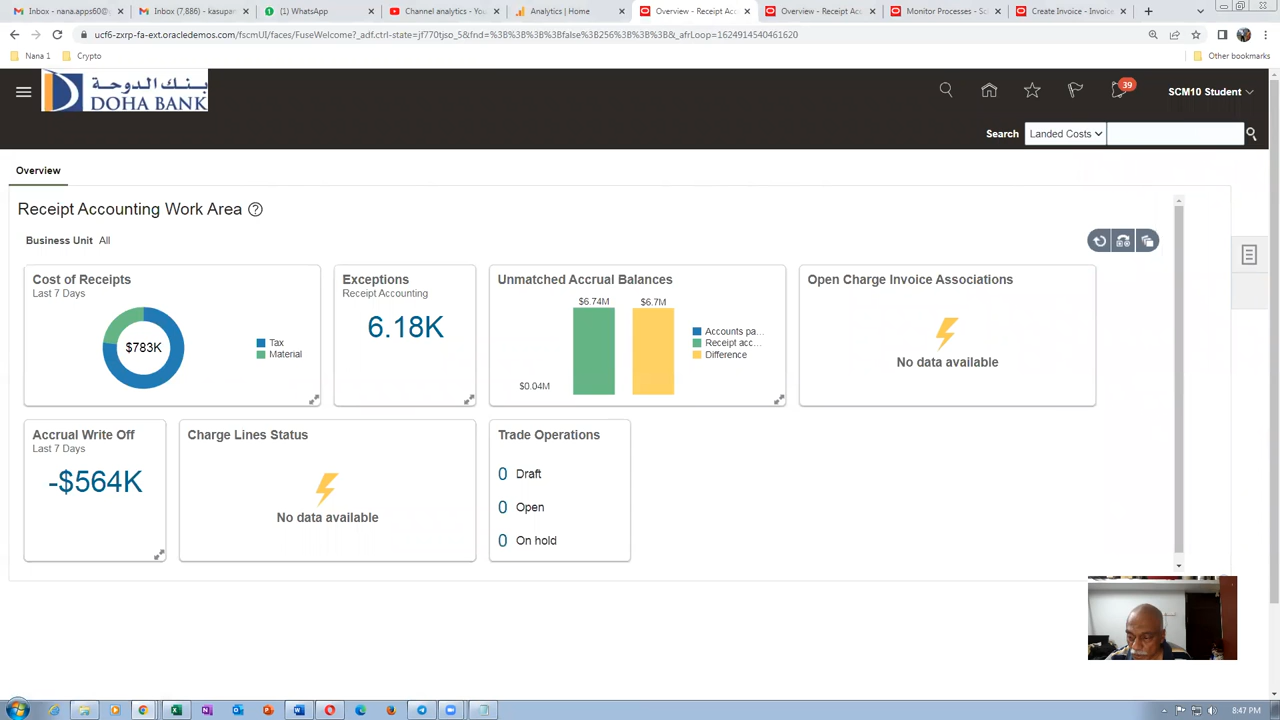 Inbox - nana.apps60@
Inbox (7,886) - kasupar
(1) WhatsApp
Channel analytics - You
Analytics | Home
Overview - Receipt Acc
Overview - Receipt Acc
Monitor Processes - Sc
Create Invoice - Invoice
ucf6-zxrp-fa-ext.oracledemos.com/fscmUI/faces/FuseWelcome?_adf.ctrl-state=jf770tjso_5&fnd=%3B%3B%3B%3Bfalse%3B256%3B%3B%3B&_afrLoop=1624914540461620
Nana 1
Crypto
Other bookmarks
بنك الدوحة
DOHA BANK
39
SCM10 Student
Search
Landed Costs
Overview
Receipt Accounting Work Area ?
Business Unit All
Cost of Receipts
Last 7 Days
$783K
Tax
Material
Exceptions
Receipt Accounting
6.18K
Unmatched Accrual Balances
$6.74M
$6.7M
$0.04M
Accounts pa...
Receipt acc...
Difference
Open Charge Invoice Associations
No data available
Accrual Write Off
Last 7 Days
-$564K
Charge Lines Status
No data available
Trade Operations
0 Draft
0 Open
0 On hold
8:47 PM